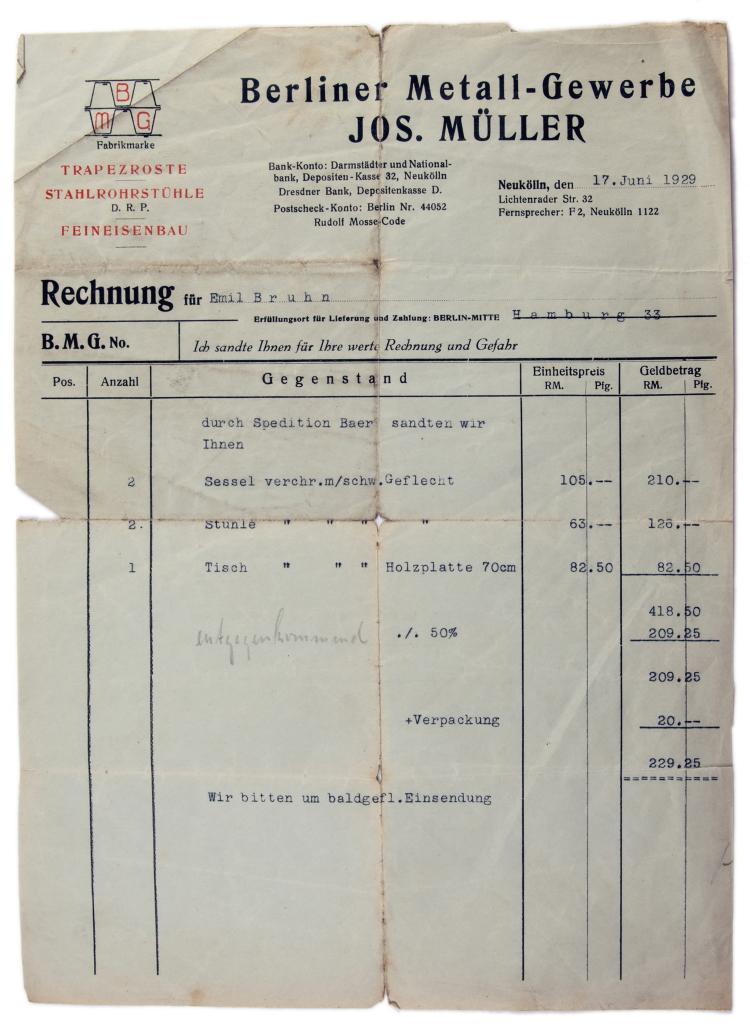 B
M G
Fabrikmarke
TRAPEZROSTE
STAHLROHRSTÜHLE
D. R. P.
FEINEISENBAU
Berliner Metall-Gewerbe
JOS. MÜLLER
Bank-Konto: Darmstädter und National-
bank, Depositen-Kasse 32, Neukölln
Dresdner Bank, Depositenkasse D.
Postscheck-Konto: Berlin Nr. 44052
Rudolf Mosse-Code
Neukölln, den 17. Juni 1929
Lichtenrader Str. 32
Fernsprecher: F 2, Neukölln 1122
Rechnung für Emil Bruhn
Erfüllungsort für Lieferung und Zahlung: BERLIN-MITTE Hamburg 33
B. M. G. No. Ich sandte Ihnen für Ihre werte Rechnung und Gefahr
Pos. Anzahl Gegenstand Einheitspreis RM. Pfg. Geldbetrag RM. Pfg.
durch Spedition Baer sandten wir
Ihnen
2 Sessel verchr.m/schw.Geflecht 105.-- 210.--
2. Stühle " " " " 63.-- 126.--
1 Tisch " " " Holzplatte 70cm 82.50 82.50
418.50
entgegenkommend ./. 50% 209.25
209.25
+Verpackung 20.--
229.25
Wir bitten um baldgefl.Einsendung